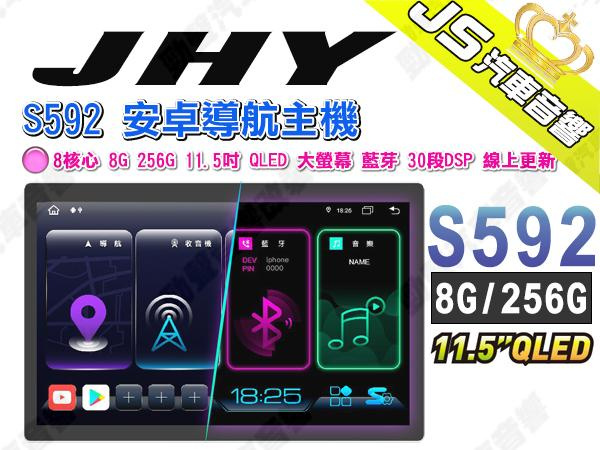 JHY
JS汽車音響
S592 安卓導航主機
8核心 8G 256G 11.5吋 QLED 大螢幕 藍芽 30段DSP 線上更新
18:25
導航
收音機
藍牙
音樂
DEV Iphone
PIN 0000
NAME
18:25
S592
8G/256G
11.5"QLED